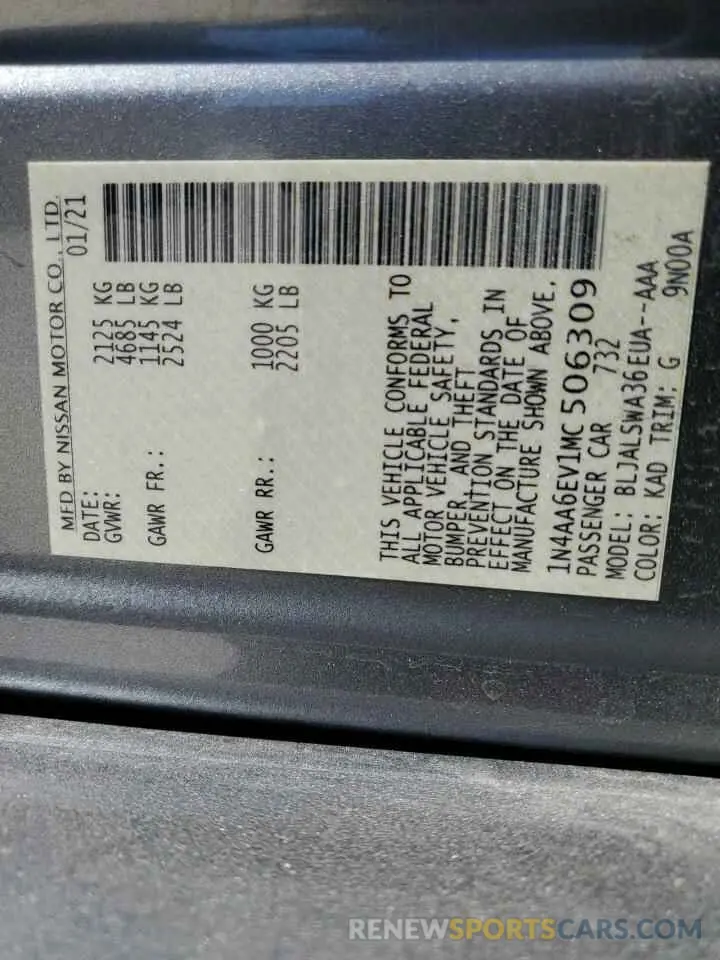 MFD BY NISSAN MOTOR CO., LTD.
DATE: 01/21
GVWR: 2125 KG
4685 LB
GAWR FR.: 1145 KG
2524 LB
GAWR RR.: 1000 KG
2205 LB
THIS VEHICLE CONFORMS TO
ALL APPLICABLE FEDERAL
MOTOR VEHICLE SAFETY,
BUMPER, AND THEFT
PREVENTION STANDARDS IN
EFFECT ON THE DATE OF
MANUFACTURE SHOWN ABOVE.
1N4AA6EV1MC506309
PASSENGER CAR 732
MODEL: BLJALSWA36EUA--AAA
COLOR: KAD TRIM: G 9N00A
RENEWSPORTSCARS.COM